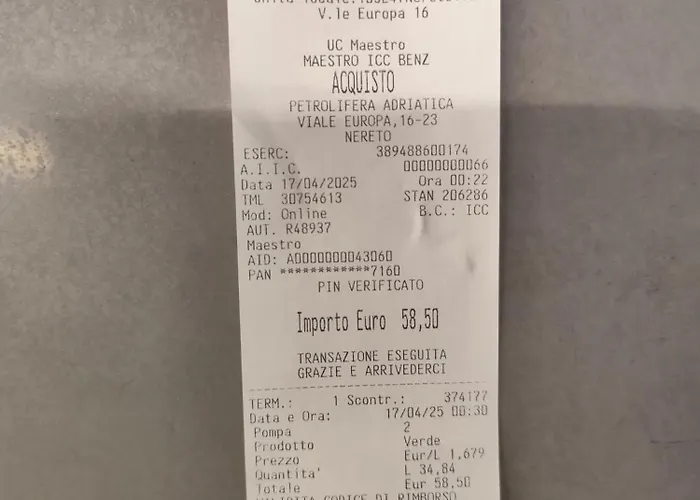 V.le Europa 16
UC Maestro
MAESTRO ICC BENZ
ACQUISTO
PETROLIFERA ADRIATICA
VIALE EUROPA,16-23
NERETO
ESERC: 389488600174
A.I.I.C. 00000000066
Data 17/04/2025 Ora 00:22
TML 30754613 STAN 206286
Mod: Online B.C.: ICC
AUT. R48937
Maestro
AID: A0000000043060
PAN ************7160
PIN VERIFICATO
Importo Euro 58,50
TRANSAZIONE ESEGUITA
GRAZIE E ARRIVEDERCI
TERM.: 1 Scontr.: 374177
Data e Ora: 17/04/25 00:30
Pompa 2
Prodotto Verde
Prezzo Eur/L 1,679
Quantita' L 34,84
Totale Eur 58,50
CODICE DI RIMBORSO